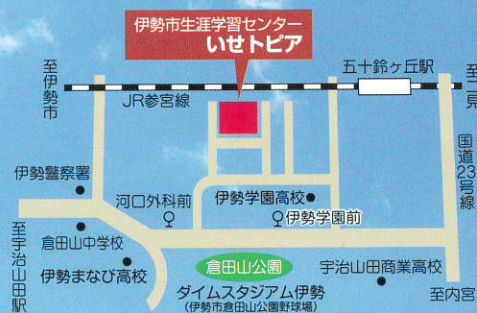 伊勢市生涯学習センター
いせトピア
至伊勢市
JR参宮線
五十鈴ヶ丘駅
至二見
国道23号線
伊勢警察署
河口外科前
伊勢学園高校
伊勢学園前
倉田山中学校
伊勢まなび高校
至宇治山田駅
倉田山公園
ダイムスタジアム伊勢
(伊勢市倉田山公園野球場)
宇治山田商業高校
至内宮